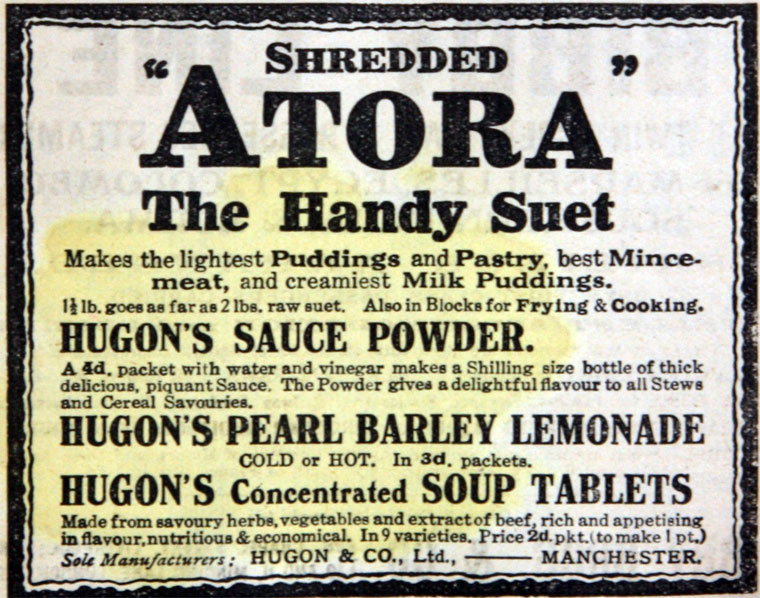 SHREDDED
"ATORA"
The Handy Suet
Makes the lightest Puddings and Pastry, best Mince-
meat, and creamiest Milk Puddings.
1½ lb. goes as far as 2 lbs. raw suet. Also in Blocks for Frying & Cooking.
HUGON'S SAUCE POWDER.
A 4d. packet with water and vinegar makes a Shilling size bottle of thick
delicious, piquant Sauce. The Powder gives a delightful flavour to all Stews
and Cereal Savouries.
HUGON'S PEARL BARLEY LEMONADE
COLD or HOT. In 3d. packets.
HUGON'S Concentrated SOUP TABLETS
Made from savoury herbs, vegetables and extract of beef, rich and appetising
in flavour, nutritious & economical. In 9 varieties. Price 2d. pkt. (to make 1 pt.)
Sole Manufacturers: HUGON & CO., Ltd., —— MANCHESTER.